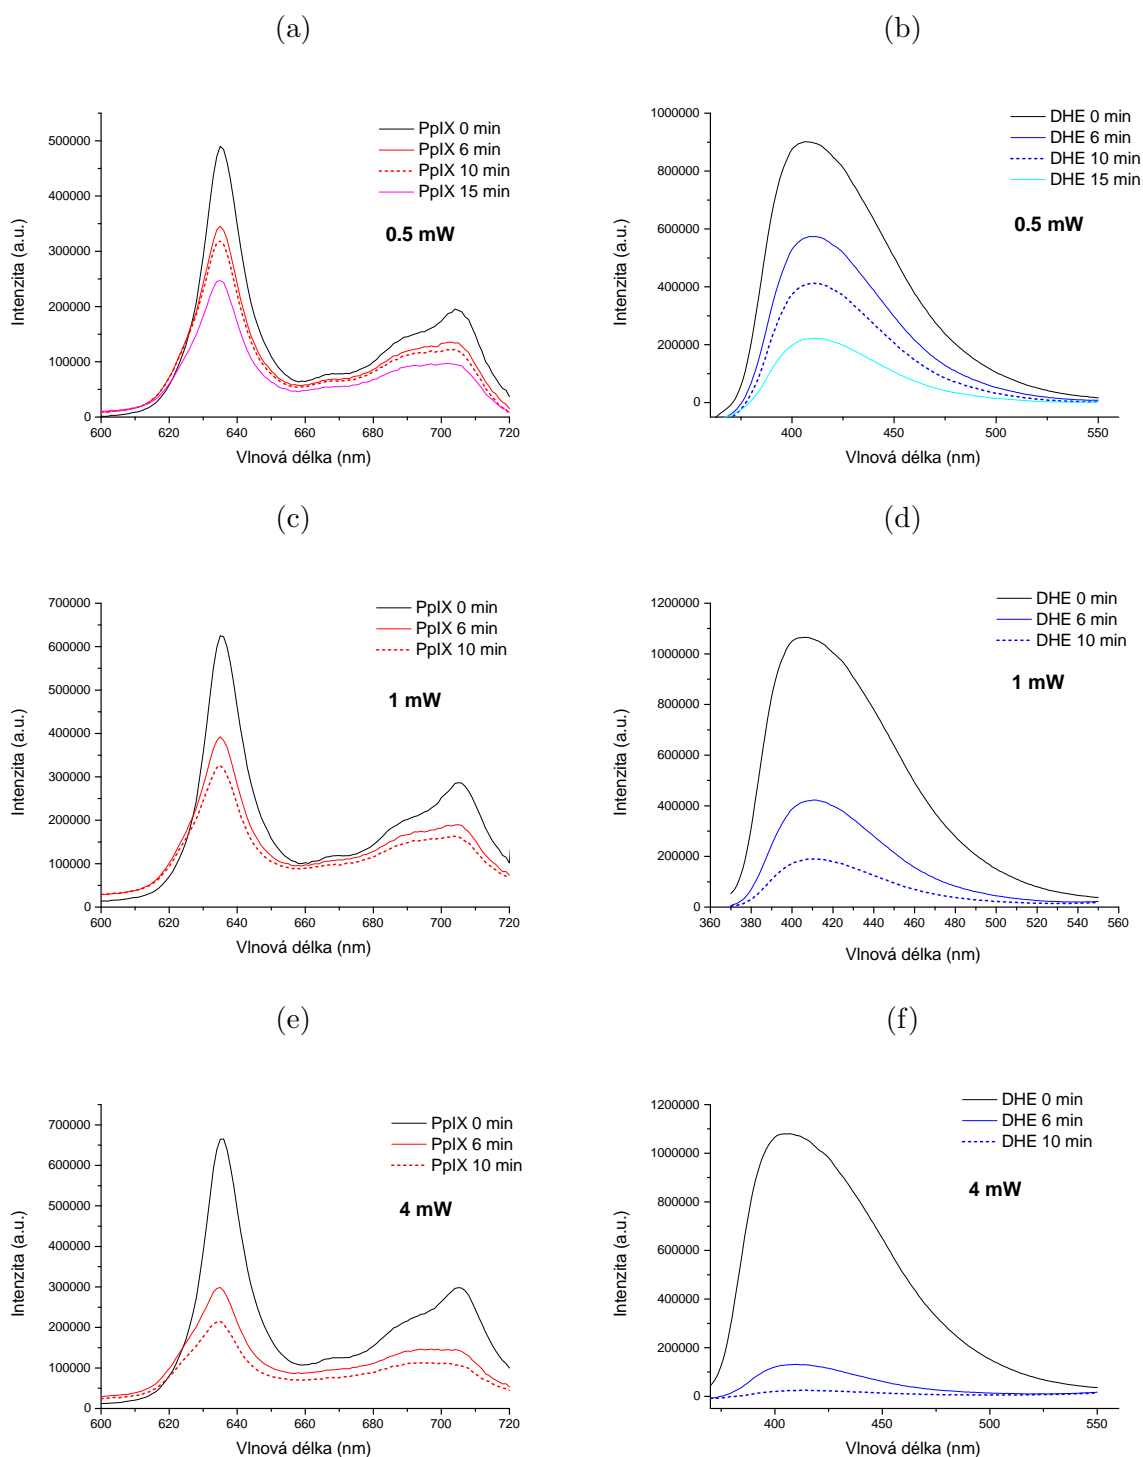 (a)
(b)
PpIX 0 min
PpIX 6 min
PpIX 10 min
PpIX 15 min
0.5 mW
Intenzita (a.u.)
500000
400000
300000
200000
100000
0
600 620 640 660 680 700 720
Vlnová délka (nm)
DHE 0 min
DHE 6 min
DHE 10 min
DHE 15 min
0.5 mW
Intenzita (a.u.)
1000000
800000
600000
400000
200000
0
400 450 500 550
Vlnová délka (nm)
(c)
(d)
PpIX 0 min
PpIX 6 min
PpIX 10 min
1 mW
Intenzita (a.u.)
700000
600000
500000
400000
300000
200000
100000
0
600 620 640 660 680 700 720
Vlnová délka (nm)
DHE 0 min
DHE 6 min
DHE 10 min
1 mW
Intenzita (a.u.)
1200000
1000000
800000
600000
400000
200000
0
360 380 400 420 440 460 480 500 520 540 560
Vlnová délka (nm)
(e)
(f)
PpIX 0 min
PpIX 6 min
PpIX 10 min
4 mW
Intenzita (a.u.)
700000
600000
500000
400000
300000
200000
100000
0
600 620 640 660 680 700 720
Vlnová délka (nm)
DHE 0 min
DHE 6 min
DHE 10 min
4 mW
Intenzita (a.u.)
1200000
1000000
800000
600000
400000
200000
0
400 450 500 550
Vlnová délka (nm)